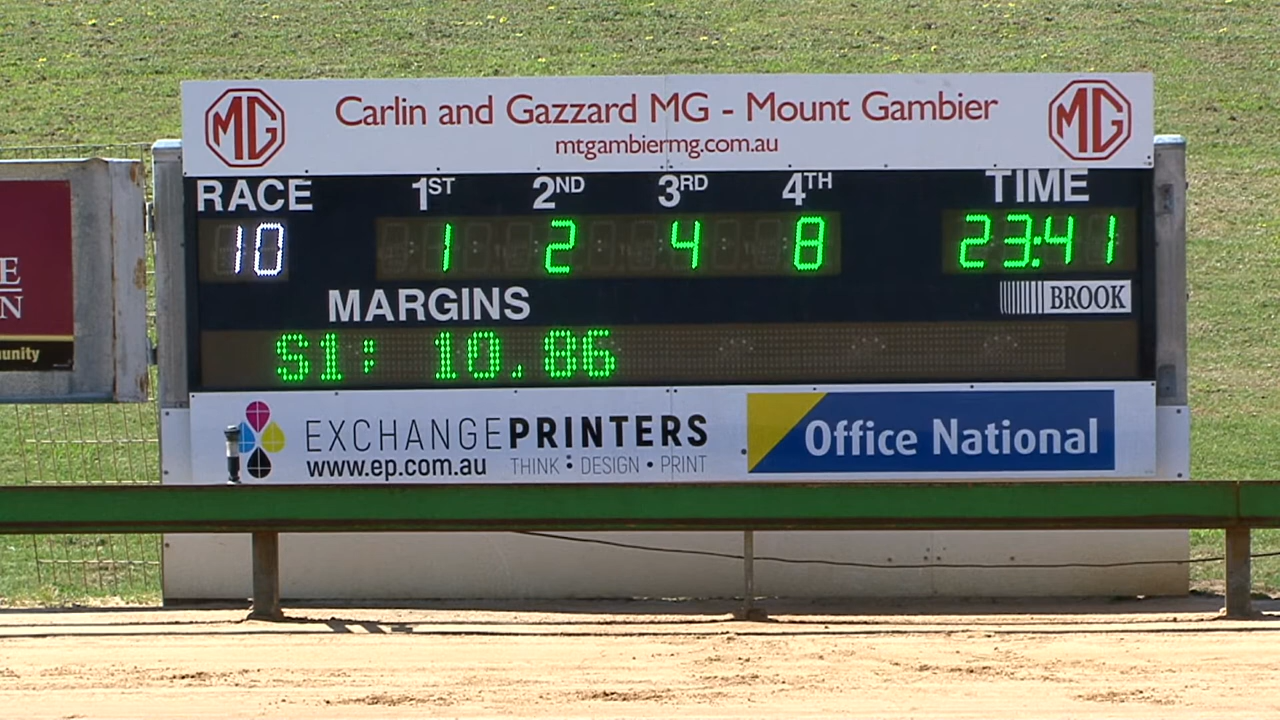 MG Carlin and Gazzard MG - Mount Gambier MG
mtgambiermg.com.au
RACE 1ST 2ND 3RD 4TH TIME
10 1 2 4 8 23:41
MARGINS BROOK
S1: 10.86
E
N
unity
EXCHANGEPRINTERS
www.ep.com.au THINK : DESIGN • PRINT
Office National